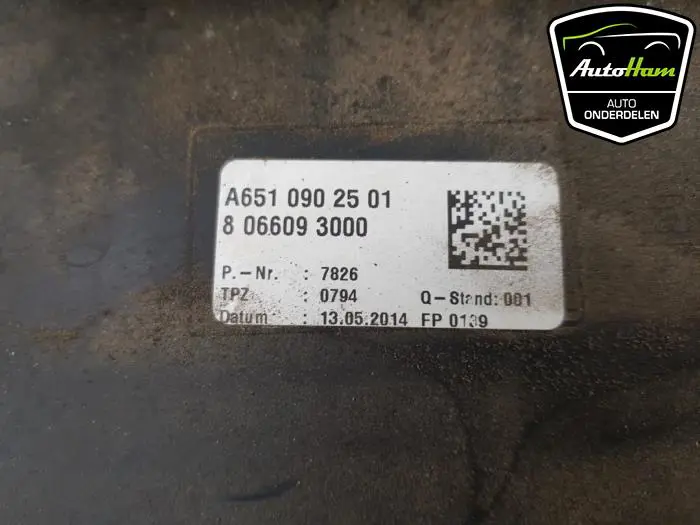 AutoHam
AUTO
ONDERDELEN
A651 090 25 01
8 06609 3000
P.-Nr. : 7826
TPZ : 0794 Q-Stand: 001
Datum : 13.05.2014 FP 0139